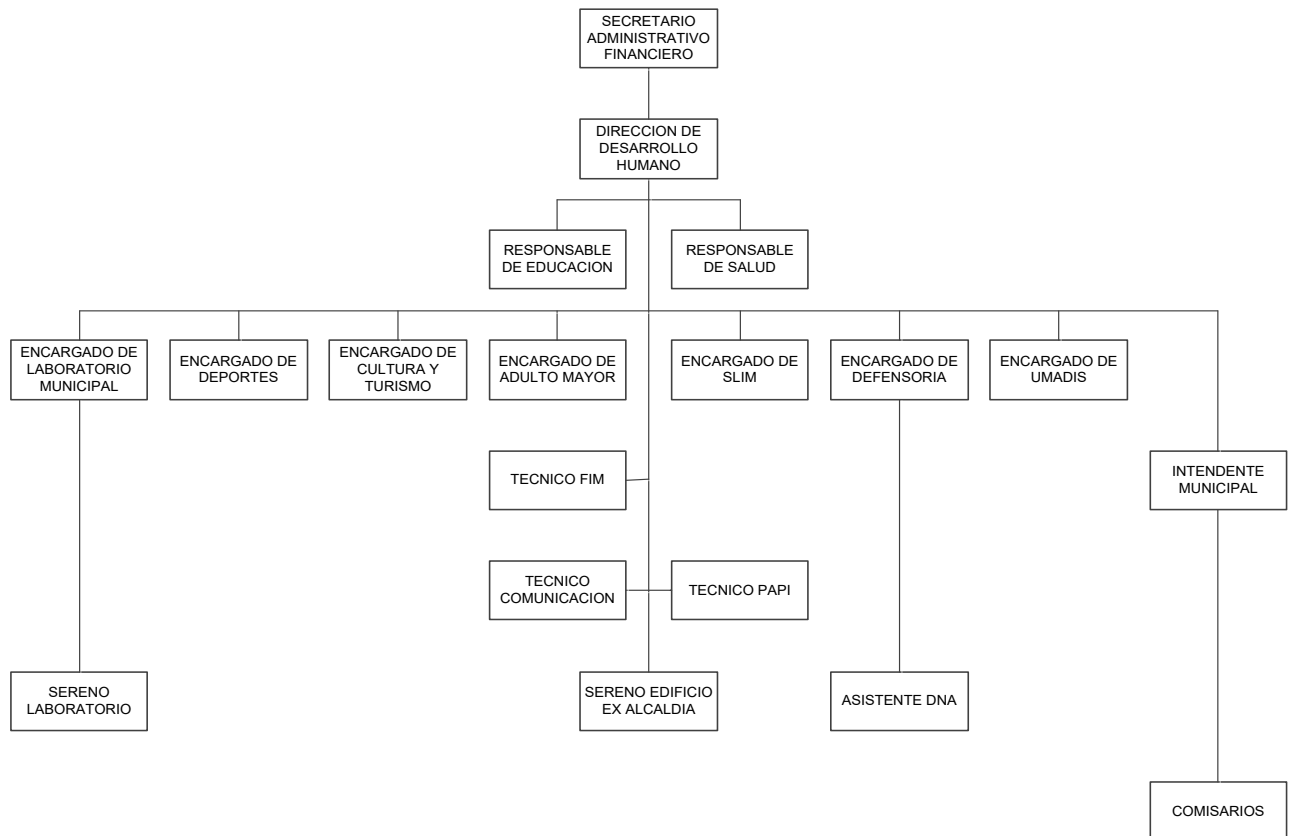 SECRETARIO
ADMINISTRATIVO
FINANCIERO
DIRECCION DE
DESARROLLO
HUMANO
RESPONSABLE
DE EDUCACION
RESPONSABLE
DE SALUD
ENCARGADO DE
LABORATORIO
MUNICIPAL
ENCARGADO DE
DEPORTES
ENCARGADO DE
CULTURA Y
TURISMO
ENCARGADO DE
ADULTO MAYOR
ENCARGADO DE
SLIM
ENCARGADO DE
DEFENSORIA
ENCARGADO DE
UMADIS
TECNICO FIM
INTENDENTE
MUNICIPAL
TECNICO
COMUNICACION
TECNICO PAPI
SERENO
LABORATORIO
SERENO EDIFICIO
EX ALCALDIA
ASISTENTE DNA
COMISARIOS